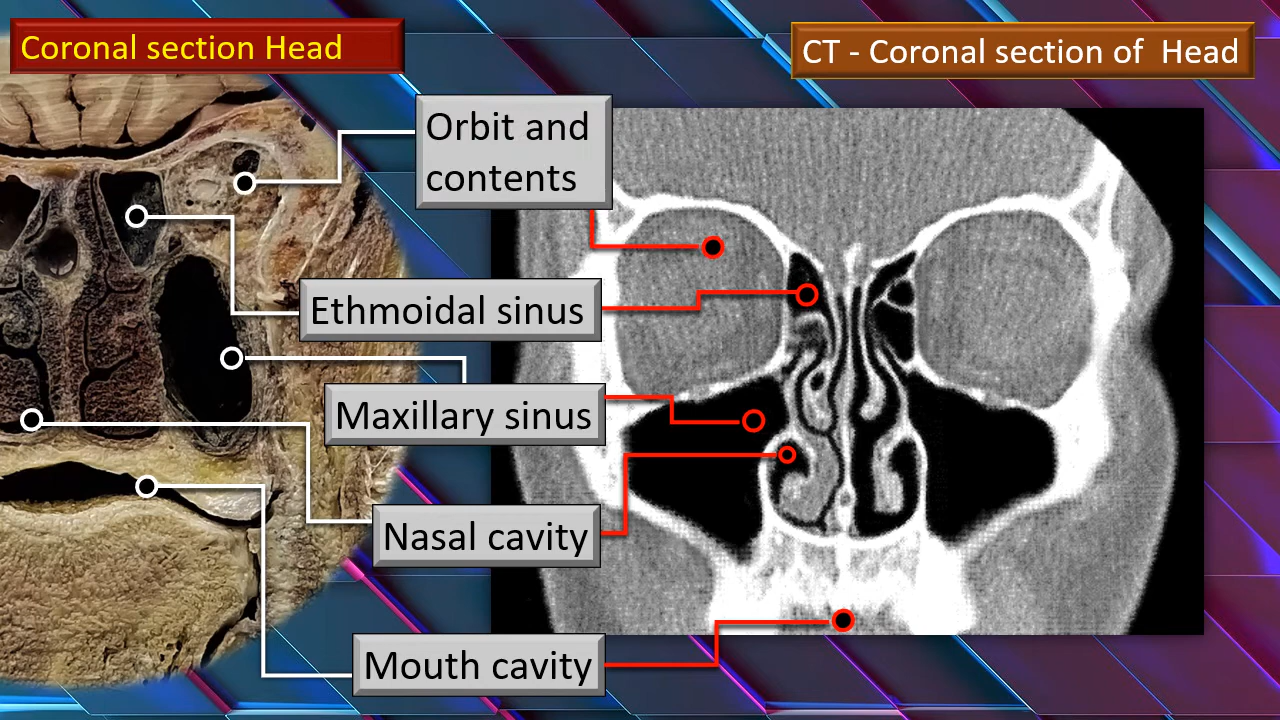 Coronal section Head
CT - Coronal section of  Head
Orbit and
contents
Ethmoidal sinus
Maxillary sinus
Nasal cavity
Mouth cavity